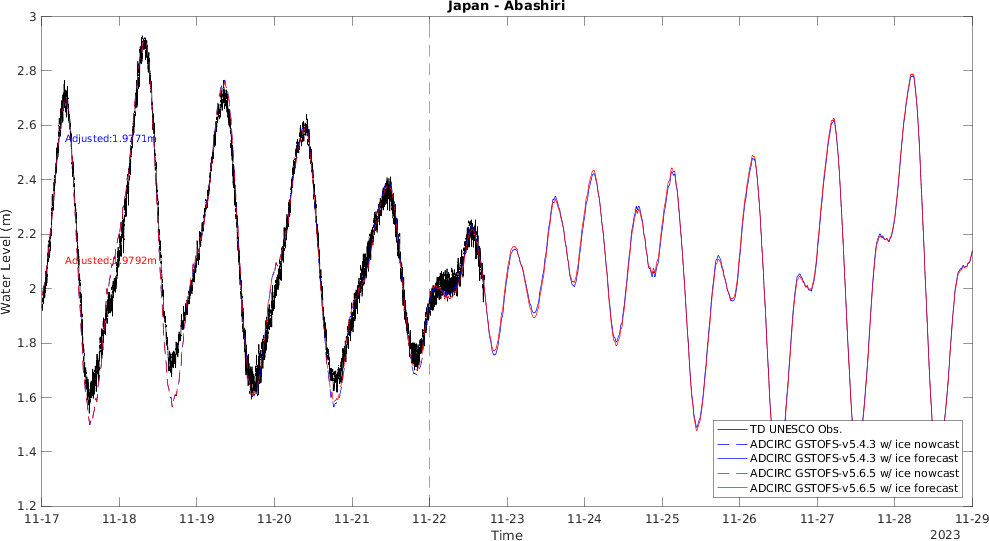 Japan - Abashiri
3
2.8
2.6
2.4
2.2
2
1.8
1.6
1.4
1.2
Water Level (m)
Adjusted:1.9771m
Adjusted:1.9792m
TD UNESCO Obs.
ADCIRC GSTOFS-v5.4.3 w/ ice nowcast
ADCIRC GSTOFS-v5.4.3 w/ ice forecast
ADCIRC GSTOFS-v5.6.5 w/ ice nowcast
ADCIRC GSTOFS-v5.6.5 w/ ice forecast
11-17 11-18 11-19 11-20 11-21 11-22 11-23 11-24 11-25 11-26 11-27 11-28 11-29
Time
2023